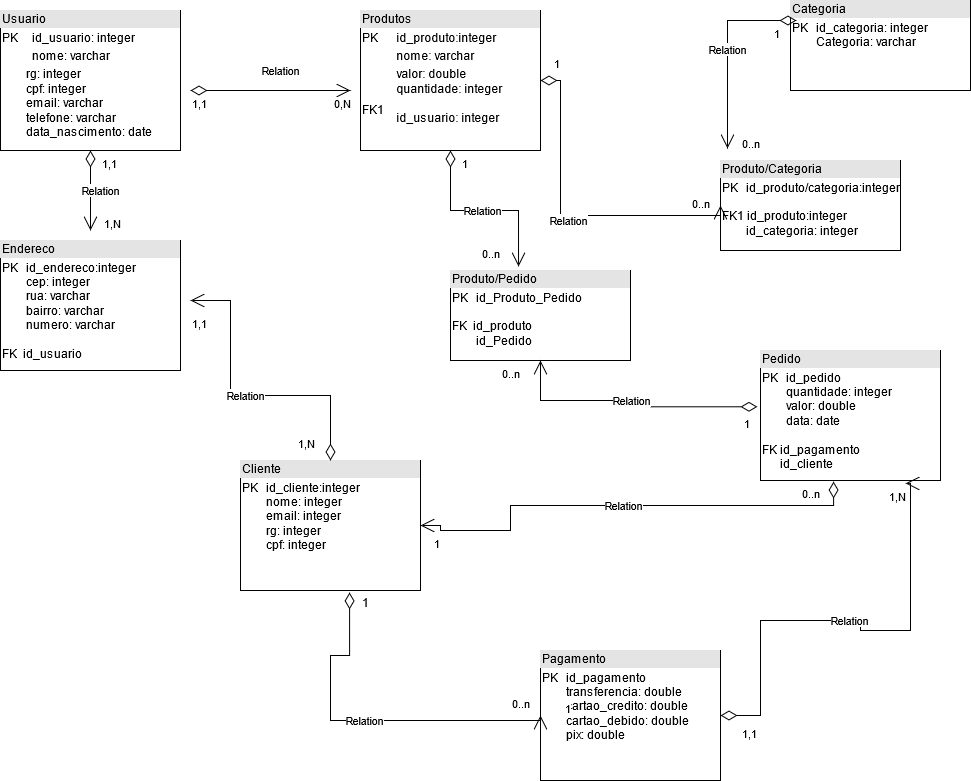 Usuario
PK id_usuario: integer
nome: varchar
rg: integer
cpf: integer
email: varchar
telefone: varchar
data_nascimento: date
1,1
Relation
0,N
1,1
Relation
1,N
Produtos
PK id_produto:integer
nome: varchar
valor: double
quantidade: integer
FK1
id_usuario: integer
1
Relation
0..n
1
Relation
0..n
Categoria
PK id_categoria: integer
Categoria: varchar
1
Relation
0..n
Produto/Categoria
PK id_produto/categoria:integer
FK1 id_produto:integer
id_categoria: integer
Endereco
PK id_endereco:integer
cep: integer
rua: varchar
bairro: varchar
numero: varchar
FK id_usuario
1,1
Relation
1,N
Produto/Pedido
PK id_Produto_Pedido
FK id_produto
id_Pedido
0..n
Relation
1
Pedido
PK id_pedido
quantidade: integer
valor: double
data: date
FK id_pagamento
id_cliente
0..n
Relation
1
1,N
Relation
1,1
Cliente
PK id_cliente:integer
nome: integer
email: integer
rg: integer
cpf: integer
1
Relation
0..n
Pagamento
PK id_pagamento
transferencia: double
1:artao_credito: double
cartao_debido: double
pix: double